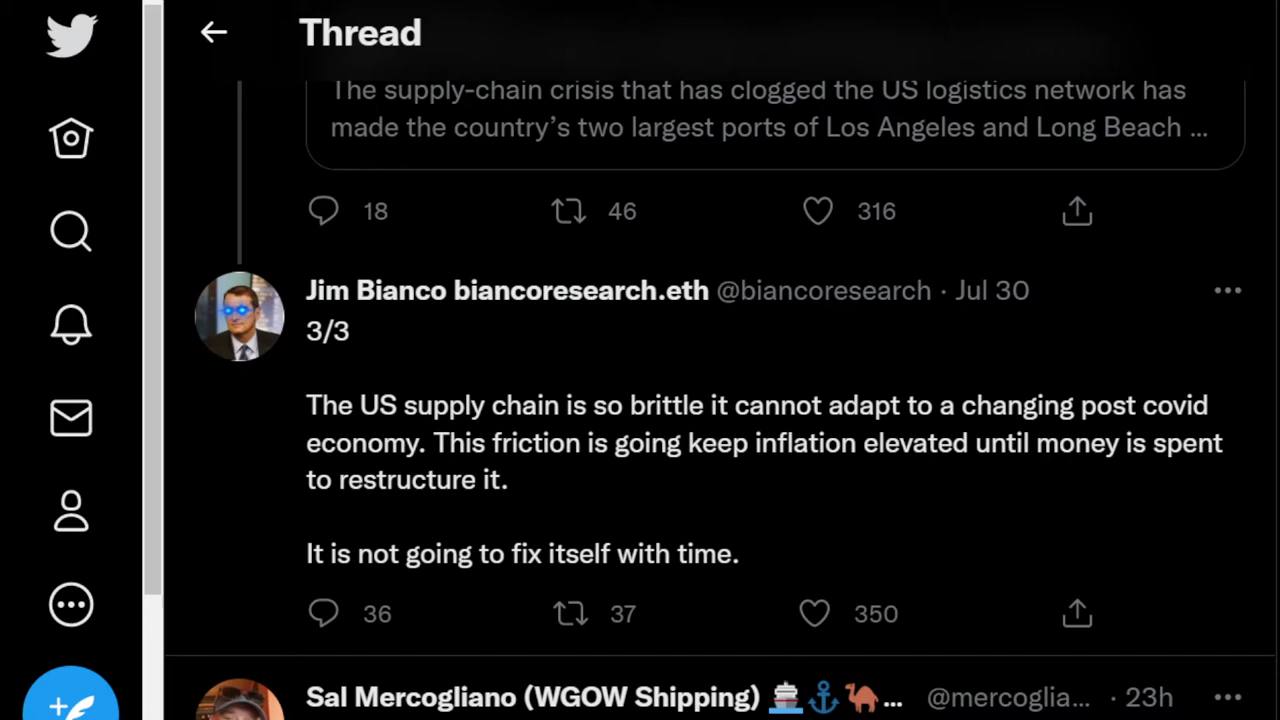 Thread
The supply-chain crisis that has clogged the US logistics network has
made the country's two largest ports of Los Angeles and Long Beach ...
18 46 316
Jim Bianco biancoresearch.eth @biancoresearch · Jul 30
3/3
The US supply chain is so brittle it cannot adapt to a changing post covid
economy. This friction is going keep inflation elevated until money is spent
to restructure it.
It is not going to fix itself with time.
36 37 350
Sal Mercogliano (WGOW Shipping) 🚢⚓🐪... @mercoglia... · 23h